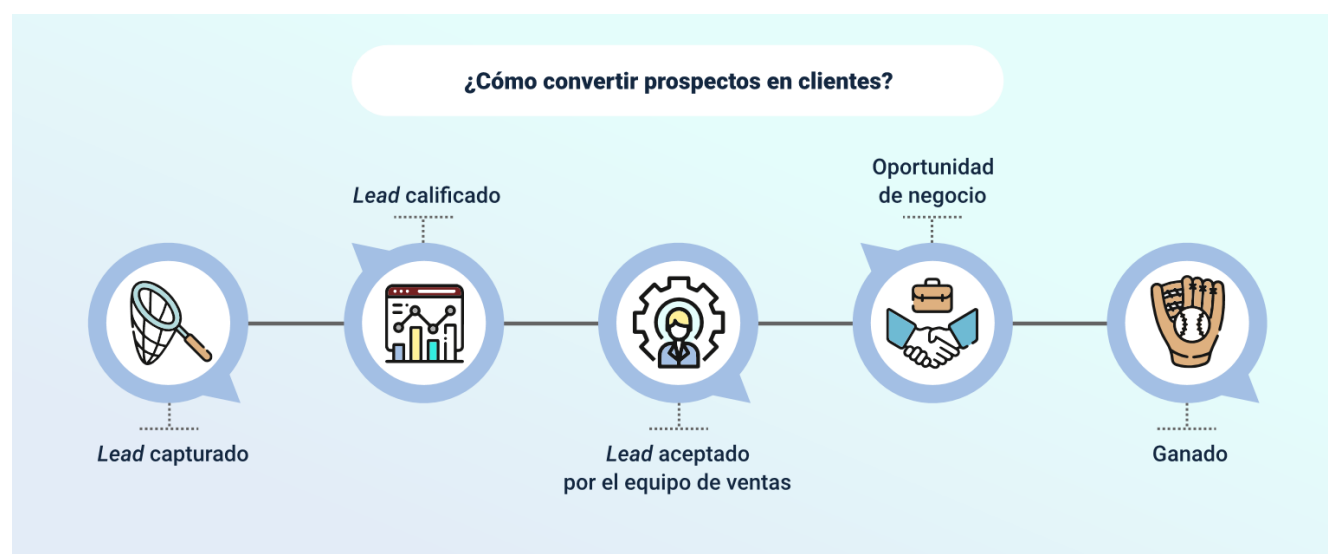 ¿Cómo convertir prospectos en clientes?
Lead capturado
Lead calificado
Lead aceptado
por el equipo de ventas
Oportunidad
de negocio
Ganado